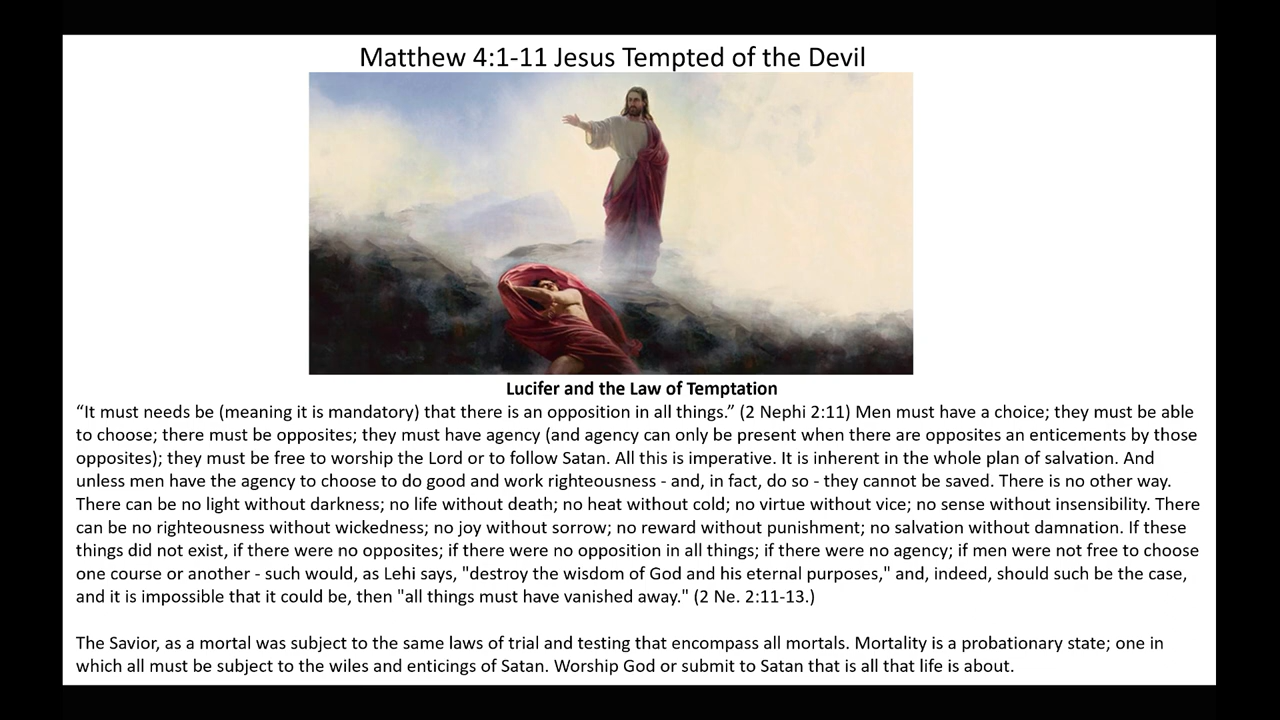 Matthew 4:1-11 Jesus Tempted of the Devil
Lucifer and the Law of Temptation
“It must needs be (meaning it is mandatory) that there is an opposition in all things.” (2 Nephi 2:11) Men must have a choice; they must be able
to choose; there must be opposites; they must have agency (and agency can only be present when there are opposites an enticements by those
opposites); they must be free to worship the Lord or to follow Satan. All this is imperative. It is inherent in the whole plan of salvation. And
unless men have the agency to choose to do good and work righteousness - and, in fact, do so - they cannot be saved. There is no other way.
There can be no light without darkness; no life without death; no heat without cold; no virtue without vice; no sense without insensibility. There
can be no righteousness without wickedness; no joy without sorrow; no reward without punishment; no salvation without damnation. If these
things did not exist, if there were no opposites; if there were no opposition in all things; if there were no agency; if men were not free to choose
one course or another - such would, as Lehi says, "destroy the wisdom of God and his eternal purposes," and, indeed, should such be the case,
and it is impossible that it could be, then "all things must have vanished away." (2 Ne. 2:11-13.)
The Savior, as a mortal was subject to the same laws of trial and testing that encompass all mortals. Mortality is a probationary state; one in
which all must be subject to the wiles and enticings of Satan. Worship God or submit to Satan that is all that life is about.